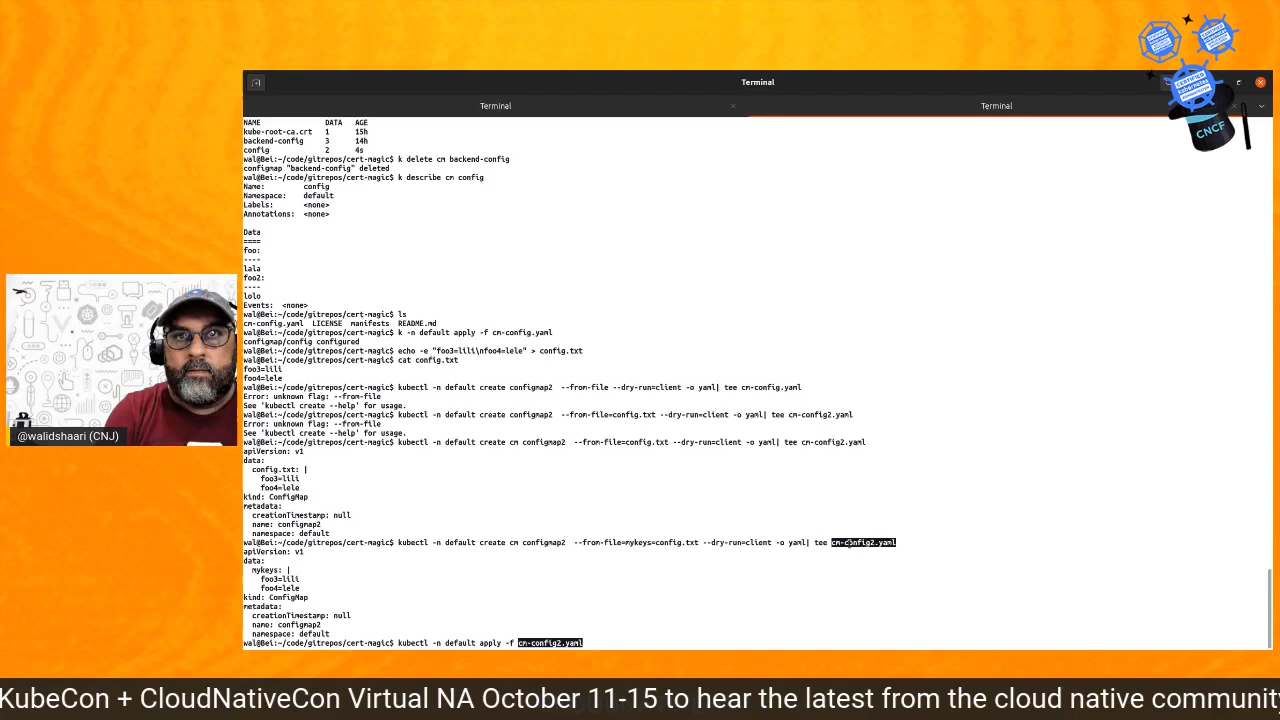 Terminal
Terminal
Terminal
NAME DATA AGE
kube-root-ca.crt 1 15h
backend-config 3 14h
config 2 4s
wal@Bei:~/code/gitrepos/cert-magic$ k delete cm backend-config
configmap "backend-config" deleted
wal@Bei:~/code/gitrepos/cert-magic$ k describe cm config
Name: config
Namespace: default
Labels: <none>
Annotations: <none>
Data
====
foo:
----
lala
foo2:
----
lolo
Events: <none>
wal@Bei:~/code/gitrepos/cert-magic$ ls
cm-config.yaml LICENSE manifests README.md
wal@Bei:~/code/gitrepos/cert-magic$ k -n default apply -f cm-config.yaml
configmap/config configured
wal@Bei:~/code/gitrepos/cert-magic$ echo -e "foo3=lili\nfoo4=lele" > config.txt
wal@Bei:~/code/gitrepos/cert-magic$ cat config.txt
foo3=lili
foo4=lele
wal@Bei:~/code/gitrepos/cert-magic$ kubectl -n default create configmap2 --from-file --dry-run=client -o yaml| tee cm-config.yaml
Error: unknown flag: --from-file
See 'kubectl create --help' for usage.
wal@Bei:~/code/gitrepos/cert-magic$ kubectl -n default create configmap2 --from-file=config.txt --dry-run=client -o yaml| tee cm-config2.yaml
Error: unknown flag: --from-file
See 'kubectl create --help' for usage.
wal@Bei:~/code/gitrepos/cert-magic$ kubectl -n default create cm configmap2 --from-file=config.txt --dry-run=client -o yaml| tee cm-config2.yaml
apiVersion: v1
data:
config.txt: |
foo3=lili
foo4=lele
kind: ConfigMap
metadata:
creationTimestamp: null
name: configmap2
namespace: default
wal@Bei:~/code/gitrepos/cert-magic$ kubectl -n default create cm configmap2 --from-file=mykeys=config.txt --dry-run=client -o yaml| tee cm-config2.yaml
apiVersion: v1
data:
mykeys: |
foo3=lili
foo4=lele
kind: ConfigMap
metadata:
creationTimestamp: null
name: configmap2
namespace: default
wal@Bei:~/code/gitrepos/cert-magic$ kubectl -n default apply -f cm-config2.yaml
@walidshaari (CNJ)
CNCF
KubeCon + CloudNativeCon Virtual NA October 11-15 to hear the latest from the cloud native community